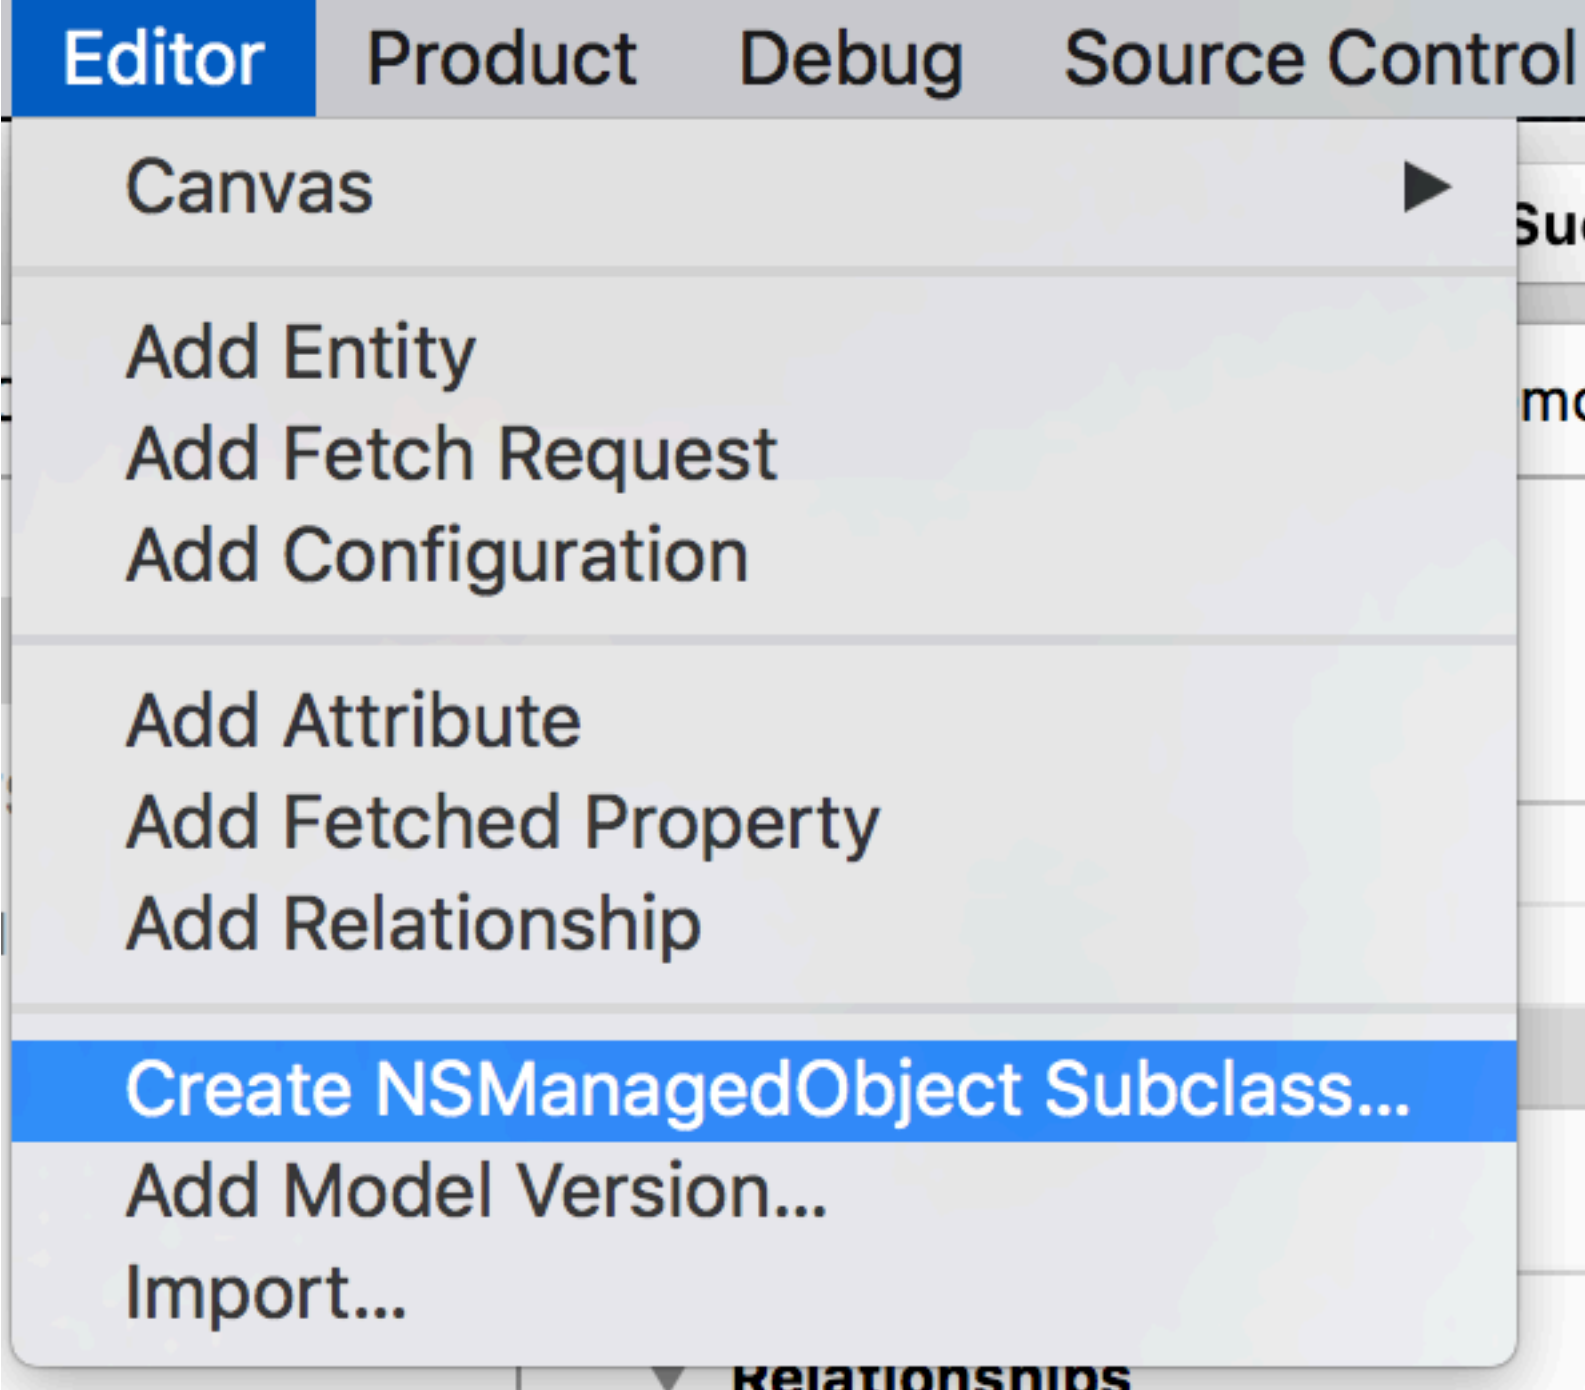 Editor Product Debug Source Control
Canvas
Add Entity
Add Fetch Request
Add Configuration
Add Attribute
Add Fetched Property
Add Relationship
Create NSManagedObject Subclass...
Add Model Version...
Import...
Relationships